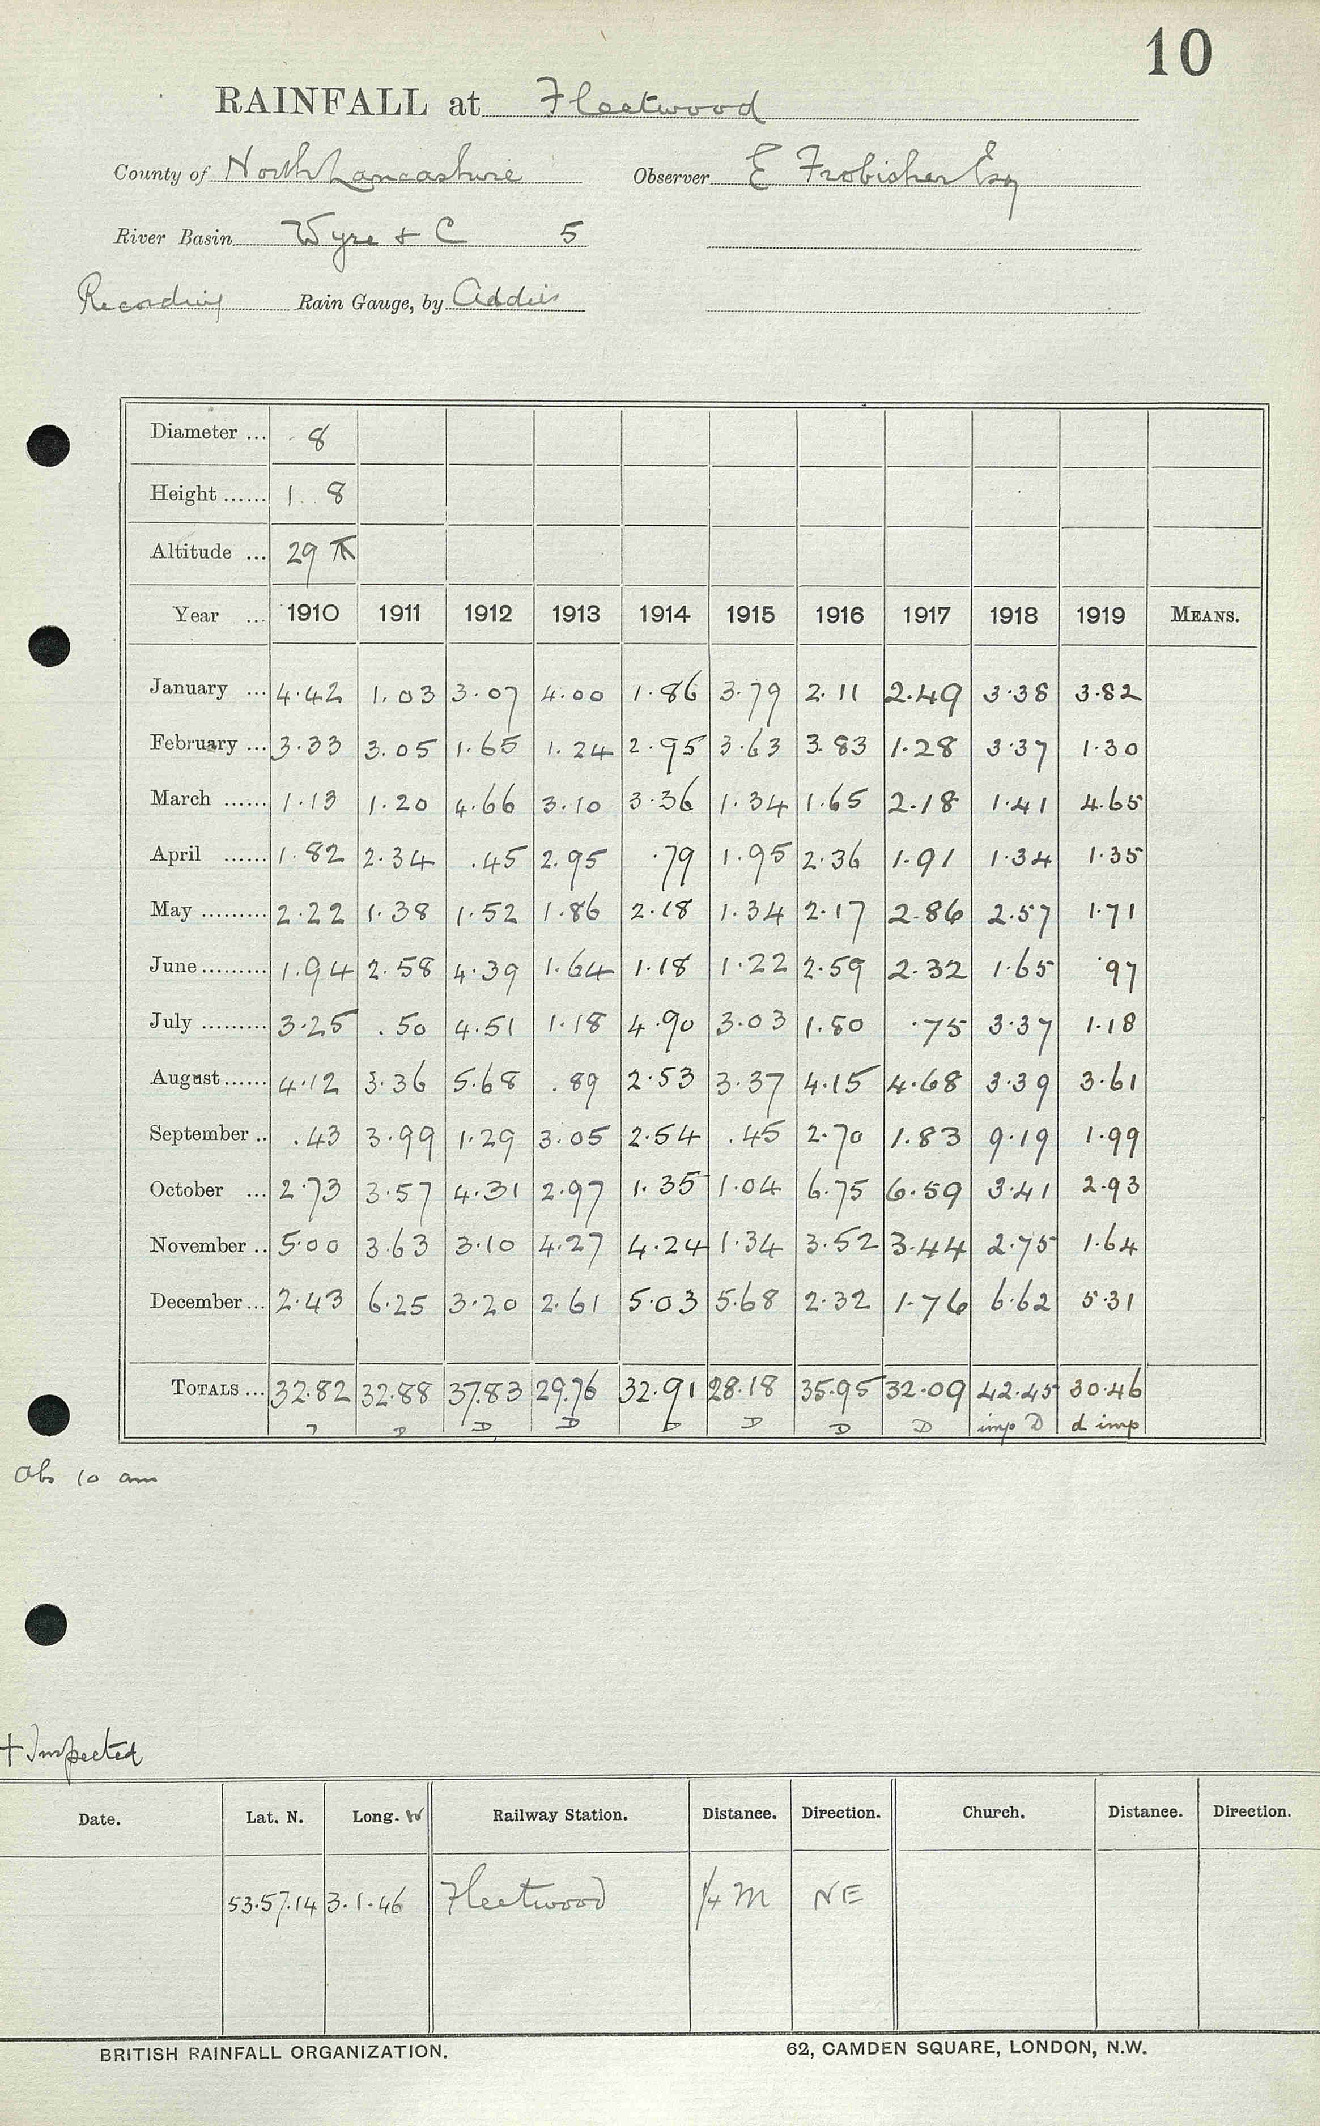 10
RAINFALL at Fleetwood
County of North Lancashire Observer E Frobisher Esq
River Basin Wyre + C 5
Recording Rain Gauge, by Addis
Diameter ... 8
Height ...... 1. 8
Altitude ... 29
Year ... 1910 1911 1912 1913 1914 1915 1916 1917 1918 1919 MEANS.
January ... 4.42 1.03 3.07 4.00 1.86 3.79 2.11 2.49 3.38 3.82
February ... 3.33 3.05 1.65 1.24 2.95 3.63 3.83 1.28 3.37 1.30
March ...... 1.13 1.20 4.66 3.10 3.36 1.34 1.65 2.18 1.41 4.65
April ...... 1.82 2.34 .45 2.95 .79 1.95 2.36 1.91 1.34 1.35
May ......... 2.22 1.38 1.52 1.86 2.18 1.34 2.17 2.86 2.57 1.71
June ......... 1.94 2.58 4.39 1.64 1.18 1.22 2.59 2.32 1.65 .97
July ......... 3.25 .50 4.51 1.18 4.90 3.03 1.80 .75 3.37 1.18
August ...... 4.12 3.36 5.68 .89 2.53 3.37 4.15 4.68 3.39 3.61
September .. .43 3.99 1.29 3.05 2.54 .45 2.70 1.83 9.19 1.99
October ... 2.73 3.57 4.31 2.97 1.35 1.04 6.75 6.59 3.41 2.93
November .. 5.00 3.63 3.10 4.27 4.24 1.34 3.52 3.44 2.75 1.64
December ... 2.43 6.25 3.20 2.61 5.03 5.68 2.32 1.76 6.62 5.31
TOTALS ... 32.82 32.88 37.83 29.76 32.91 28.18 35.95 32.09 42.45 30.46
D D D D D D D imp D d imp
Obs 10 am
+ Inspected
Date. Lat. N. Long. W Railway Station. Distance. Direction. Church. Distance. Direction.
53.57.14 3.1.46 Fleetwood 1/4 M NE
BRITISH RAINFALL ORGANIZATION. 62, CAMDEN SQUARE, LONDON, N.W.